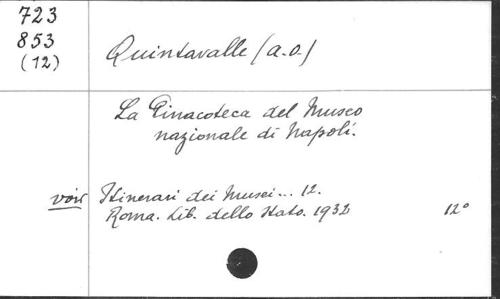 723
853
(12)
Quintavalle (a.o.)
La Pinacoteca del Museo
nazionale di Napoli.
voir Itinerari dei Musei... 12.
Roma. Lib. dello Stato. 1932 12°